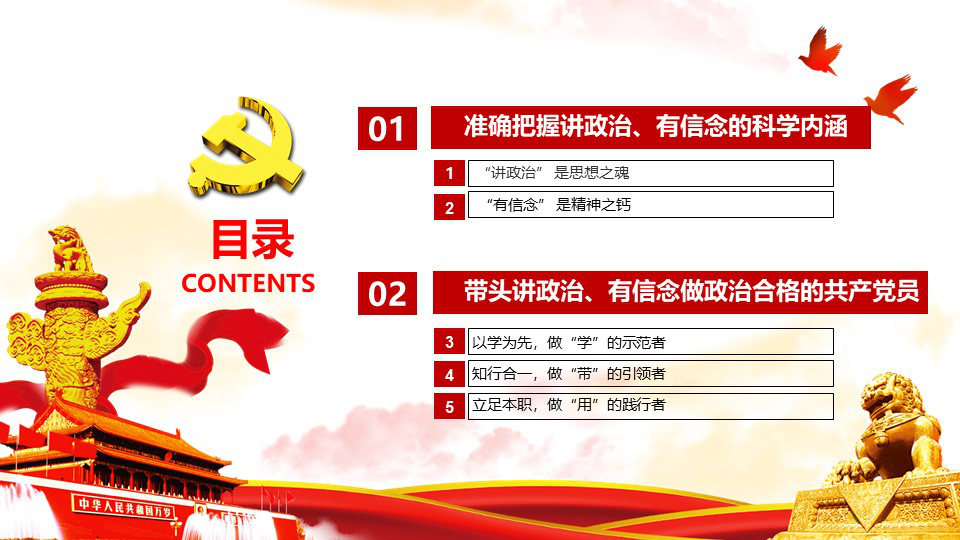 目录
CONTENTS
01
准确把握讲政治、有信念的科学内涵
1
“讲政治” 是思想之魂
2
“有信念” 是精神之钙
02
带头讲政治、有信念做政治合格的共产党员
3
以学为先，做“学”的示范者
4
知行合一，做“带”的引领者
5
立足本职，做“用”的践行者
中华人民共和国万岁